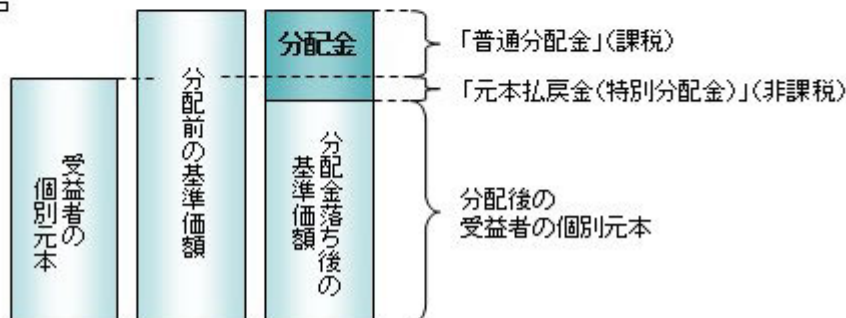 受益者の
個別元本
分配前の基準価額
分配金
分配金落ち後の
基準価額
「普通分配金」(課税)
「元本払戻金(特別分配金)」(非課税)
分配後の
受益者の個別元本